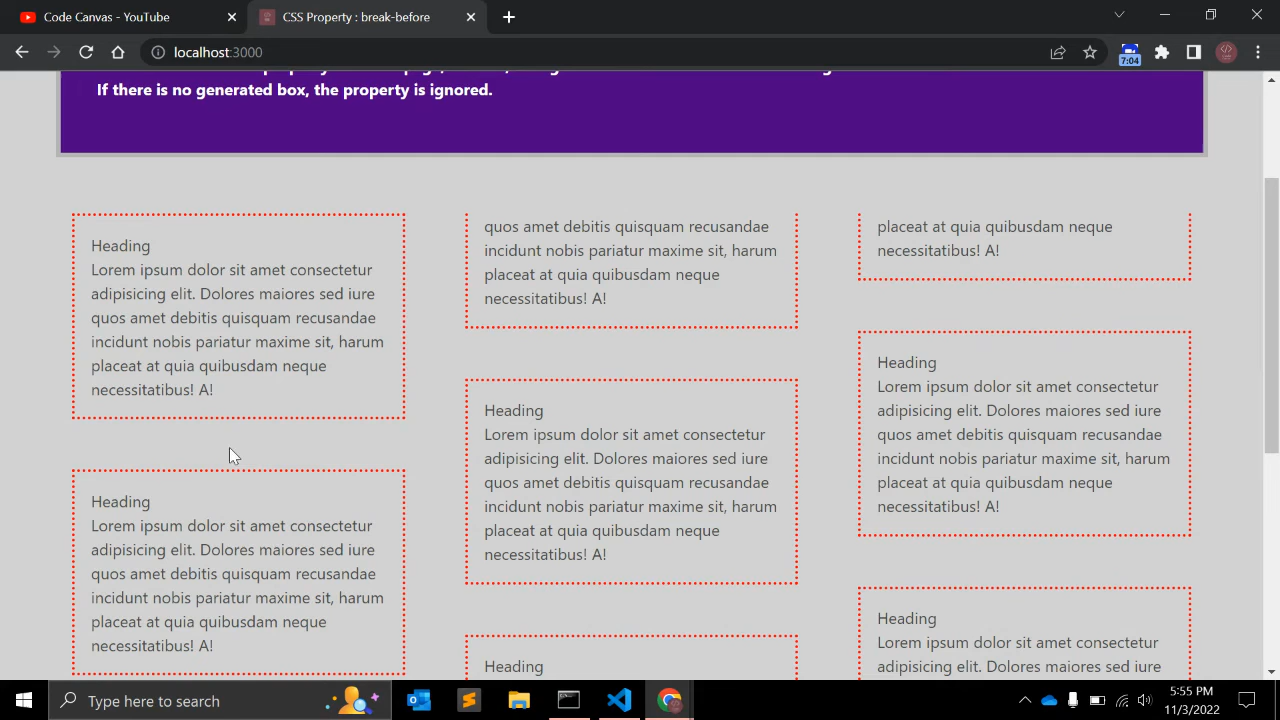 Code Canvas - YouTube
CSS Property : break-before
localhost:3000
7:04
If there is no generated box, the property is ignored.
Heading
Lorem ipsum dolor sit amet consectetur
adipisicing elit. Dolores maiores sed iure
quos amet debitis quisquam recusandae
incidunt nobis pariatur maxime sit, harum
placeat at quia quibusdam neque
necessitatibus! A!
Heading
Lorem ipsum dolor sit amet consectetur
adipisicing elit. Dolores maiores sed iure
quos amet debitis quisquam recusandae
incidunt nobis pariatur maxime sit, harum
placeat at quia quibusdam neque
necessitatibus! A!
quos amet debitis quisquam recusandae
incidunt nobis pariatur maxime sit, harum
placeat at quia quibusdam neque
necessitatibus! A!
Heading
Lorem ipsum dolor sit amet consectetur
adipisicing elit. Dolores maiores sed iure
quos amet debitis quisquam recusandae
incidunt nobis pariatur maxime sit, harum
placeat at quia quibusdam neque
necessitatibus! A!
Heading
placeat at quia quibusdam neque
necessitatibus! A!
Heading
Lorem ipsum dolor sit amet consectetur
adipisicing elit. Dolores maiores sed iure
quos amet debitis quisquam recusandae
incidunt nobis pariatur maxime sit, harum
placeat at quia quibusdam neque
necessitatibus! A!
Heading
Lorem ipsum dolor sit amet consectetur
adipisicing elit. Dolores maiores sed iure
Type here to search
5:55 PM
11/3/2022